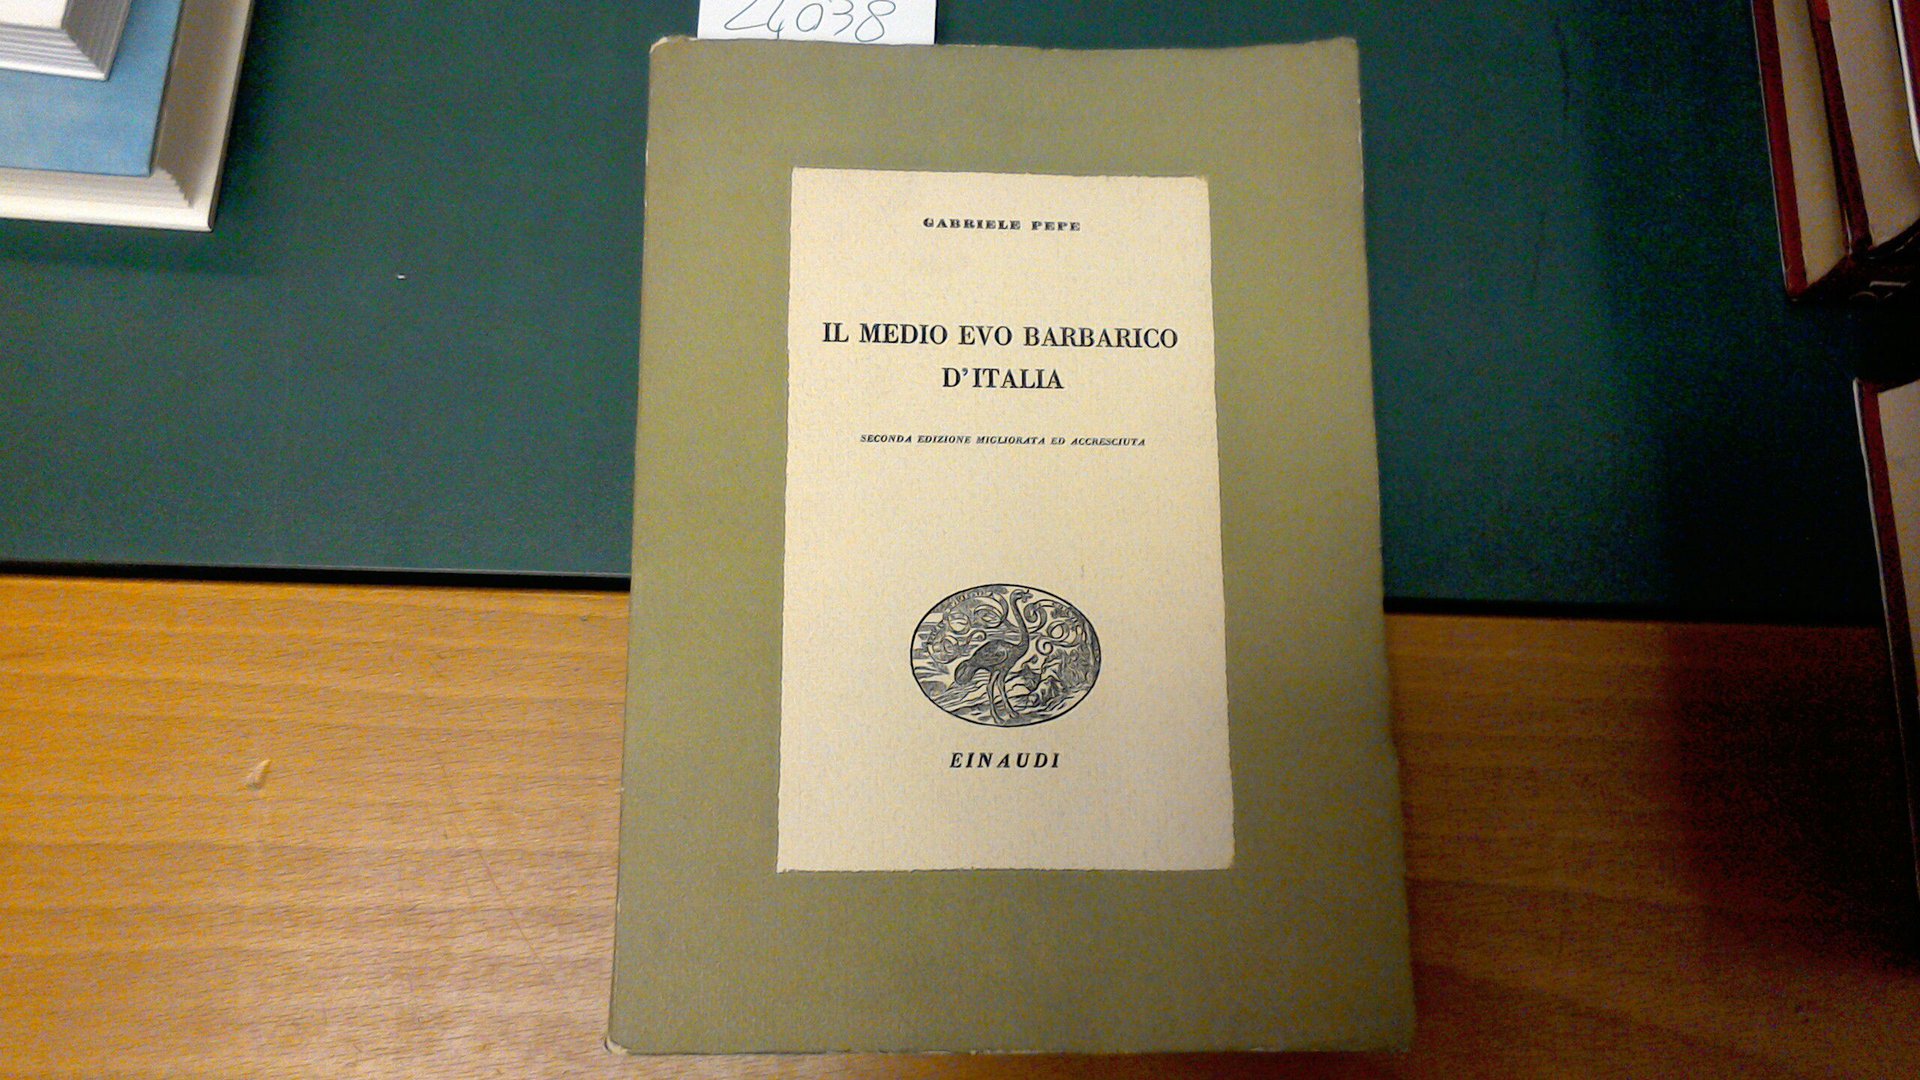 24038
GABRIELE PEPE
IL MEDIO EVO BARBARICO
D'ITALIA
SECONDA EDIZIONE MIGLIORATA ED ACCRESCIUTA
EINAUDI